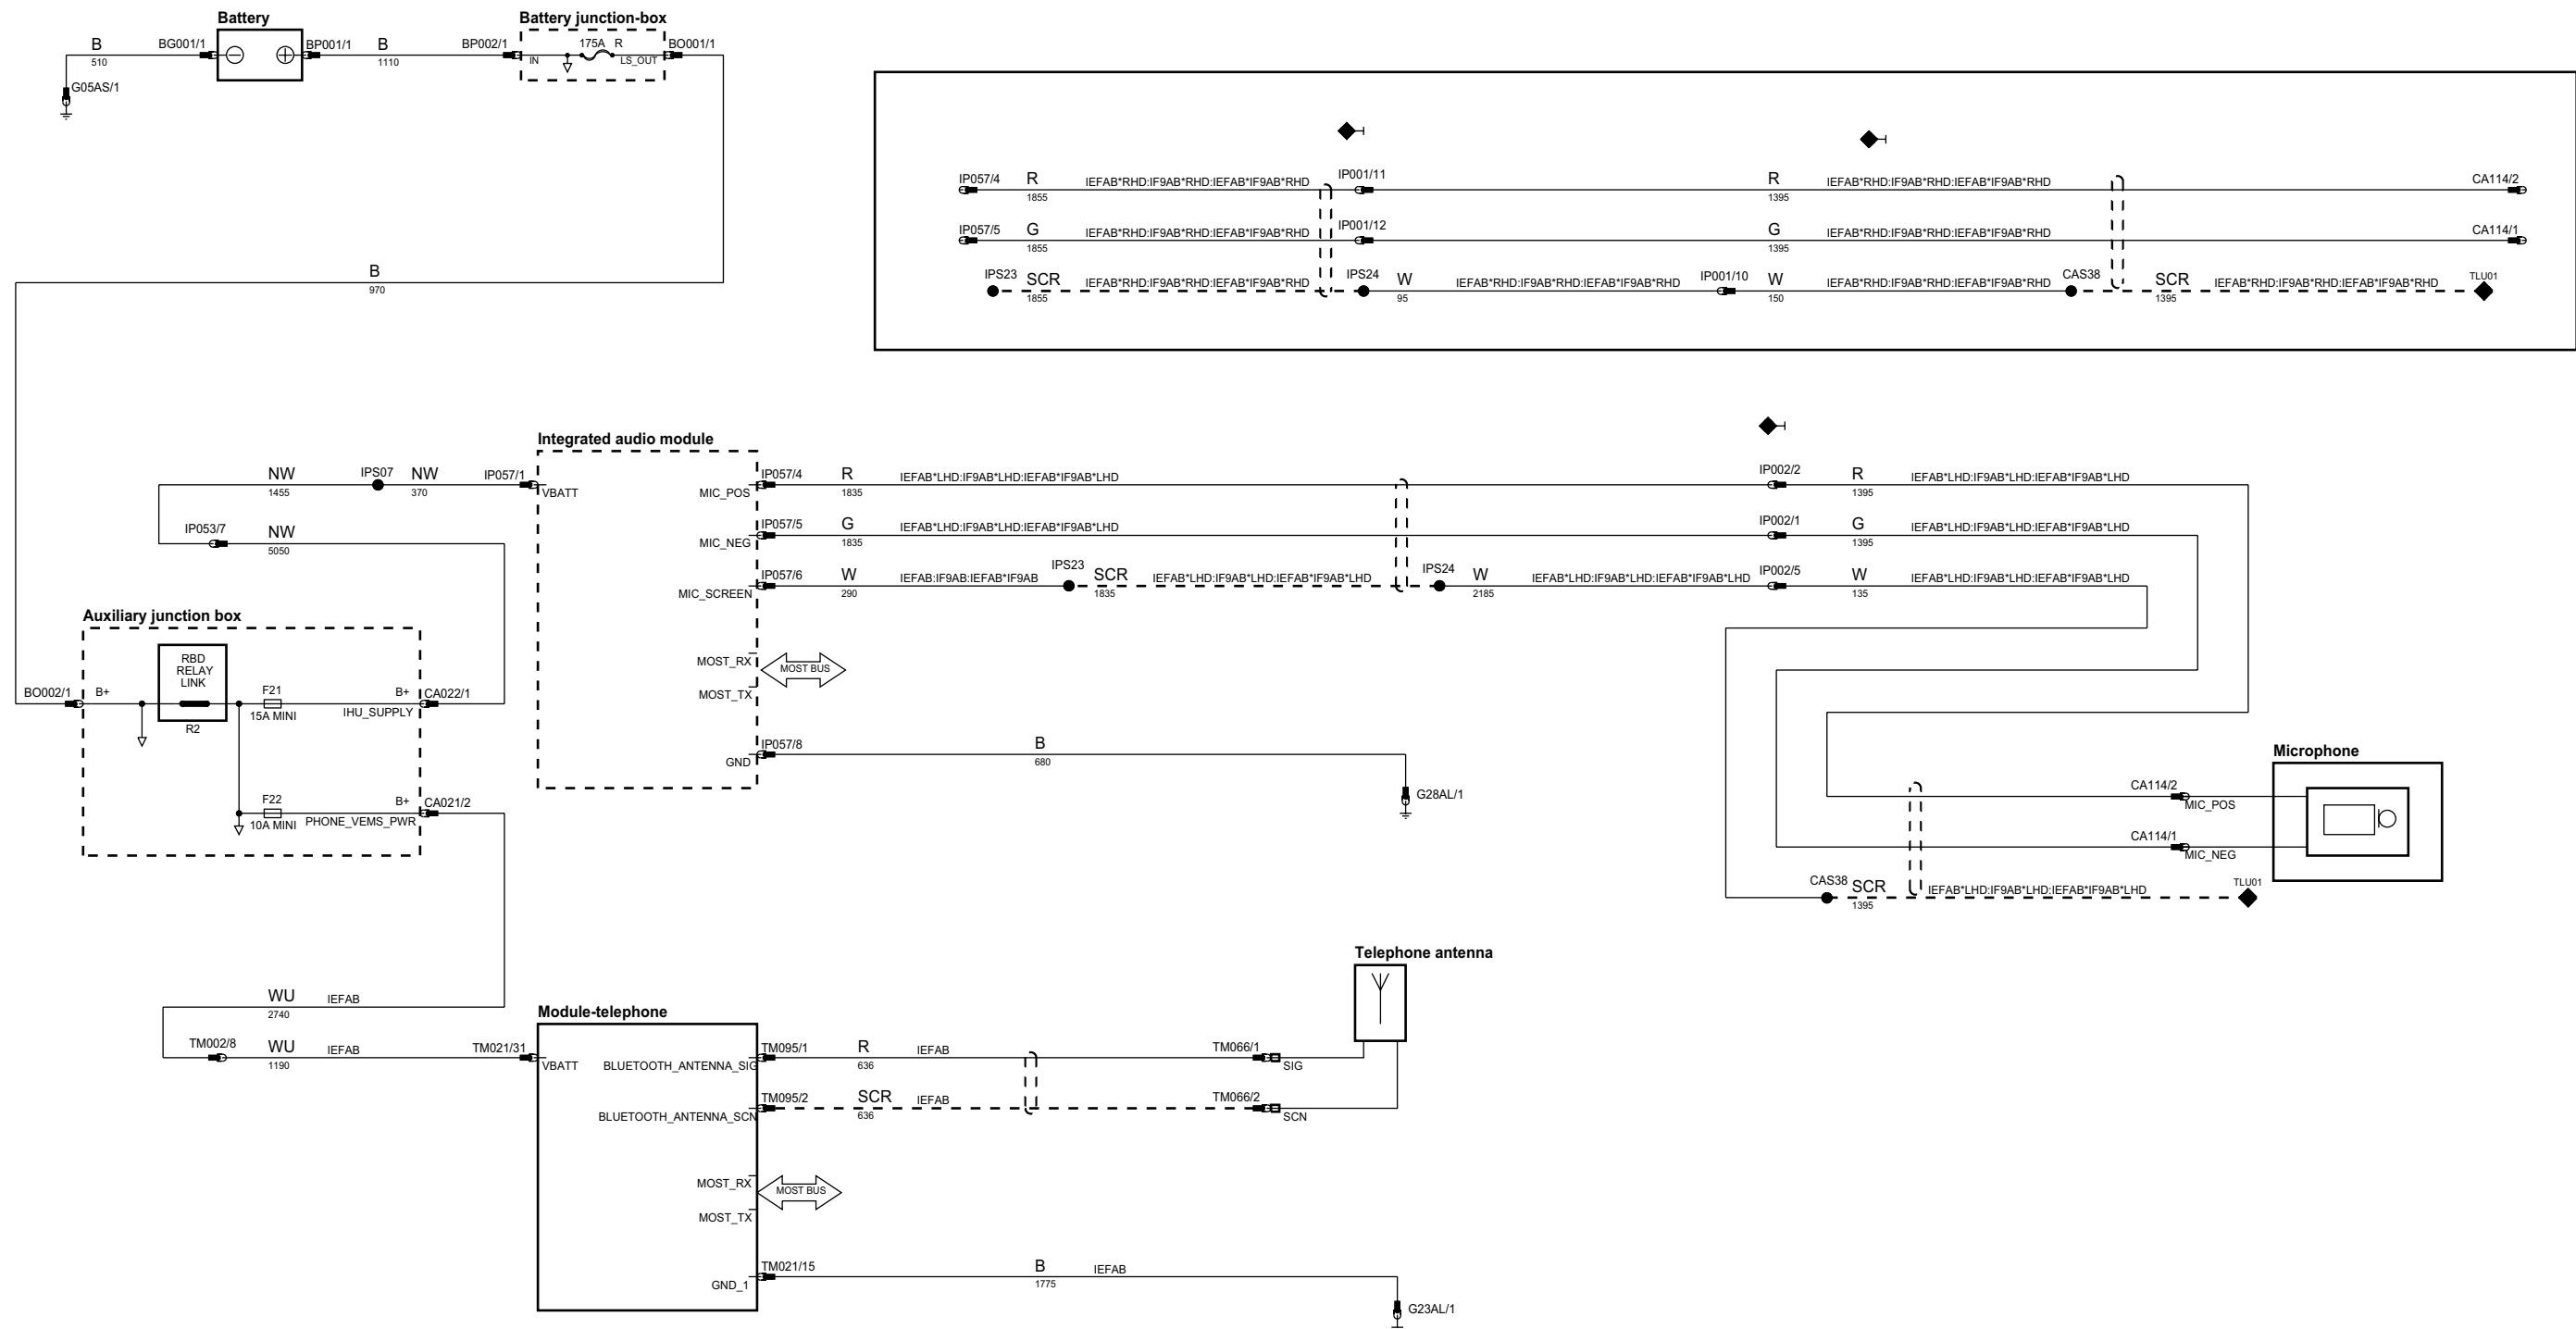 Battery
Battery junction-box
B
510
BG001/1
BP001/1
B
1110
BP002/1
175A R
IN
LS_OUT
BO001/1
G05AS/1
B
970
IP057/4
R
1855
IEFAB*RHD:IF9AB*RHD:IEFAB*IF9AB*RHD
IP001/11
R
1395
IEFAB*RHD:IF9AB*RHD:IEFAB*IF9AB*RHD
CA114/2
IP057/5
G
1855
IEFAB*RHD:IF9AB*RHD:IEFAB*IF9AB*RHD
IP001/12
G
1395
IEFAB*RHD:IF9AB*RHD:IEFAB*IF9AB*RHD
CA114/1
IPS23
SCR
1855
IEFAB*RHD:IF9AB*RHD:IEFAB*IF9AB*RHD
IPS24
W
95
IEFAB*RHD:IF9AB*RHD:IEFAB*IF9AB*RHD
IP001/10
W
150
IEFAB*RHD:IF9AB*RHD:IEFAB*IF9AB*RHD
CAS38
SCR
1395
IEFAB*RHD:IF9AB*RHD:IEFAB*IF9AB*RHD
TLU01
Integrated audio module
NW
1455
IPS07
NW
370
IP057/1
VBATT
IP053/7
NW
5050
MIC_POS
IP057/4
R
1835
IEFAB*LHD:IF9AB*LHD:IEFAB*IF9AB*LHD
IP002/2
R
1395
IEFAB*LHD:IF9AB*LHD:IEFAB*IF9AB*LHD
MIC_NEG
IP057/5
G
1835
IEFAB*LHD:IF9AB*LHD:IEFAB*IF9AB*LHD
IP002/1
G
1395
IEFAB*LHD:IF9AB*LHD:IEFAB*IF9AB*LHD
MIC_SCREEN
IP057/6
W
290
IEFAB:IF9AB:IEFAB*IF9AB
IPS23
SCR
1835
IEFAB*LHD:IF9AB*LHD:IEFAB*IF9AB*LHD
IPS24
W
2185
IEFAB*LHD:IF9AB*LHD:IEFAB*IF9AB*LHD
IP002/5
W
135
IEFAB*LHD:IF9AB*LHD:IEFAB*IF9AB*LHD
MOST_RX
MOST BUS
MOST_TX
GND
IP057/8
B
680
G28AL/1
Auxiliary junction box
BO002/1
B+
RBD
RELAY
LINK
R2
F21
15A MINI
B+
IHU_SUPPLY
CA022/1
F22
10A MINI
B+
PHONE_VEMS_PWR
CA021/2
Microphone
CA114/2
MIC_POS
CA114/1
MIC_NEG
CAS38
SCR
1395
IEFAB*LHD:IF9AB*LHD:IEFAB*IF9AB*LHD
TLU01
Telephone antenna
WU
2740
IEFAB
TM002/8
WU
1190
IEFAB
TM021/31
Module-telephone
VBATT
BLUETOOTH_ANTENNA_SIG
TM095/1
R
636
IEFAB
TM066/1
SIG
BLUETOOTH_ANTENNA_SCN
TM095/2
SCR
636
IEFAB
TM066/2
SCN
MOST_RX
MOST BUS
MOST_TX
GND_1
TM021/15
B
1775
IEFAB
G23AL/1